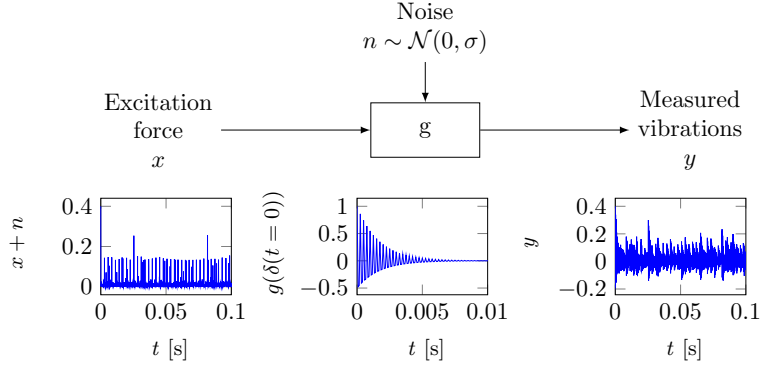 Noise
n ∼ 𝒩(0, σ)
Excitation
force
x
g
Measured
vibrations
y
x + n
0.4
0.2
0
0
0.05
0.1
t [s]
g(δ(t = 0))
1
0.5
0
−0.5
0
0.005
0.01
t [s]
y
0.4
0.2
0
−0.2
0
0.05
0.1
t [s]